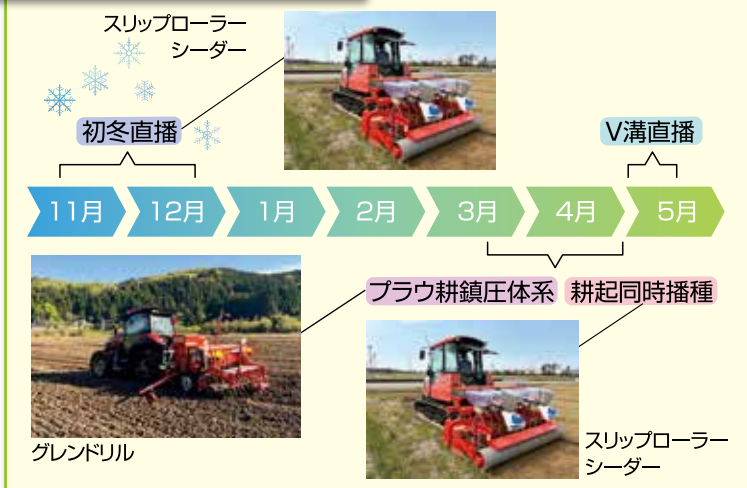 スリップローラー
シーダー
初冬直播
V溝直播
11月 12月 1月 2月 3月 4月 5月
プラウ耕鎮圧体系 耕起同時播種
グレンドリル
スリップローラー
シーダー